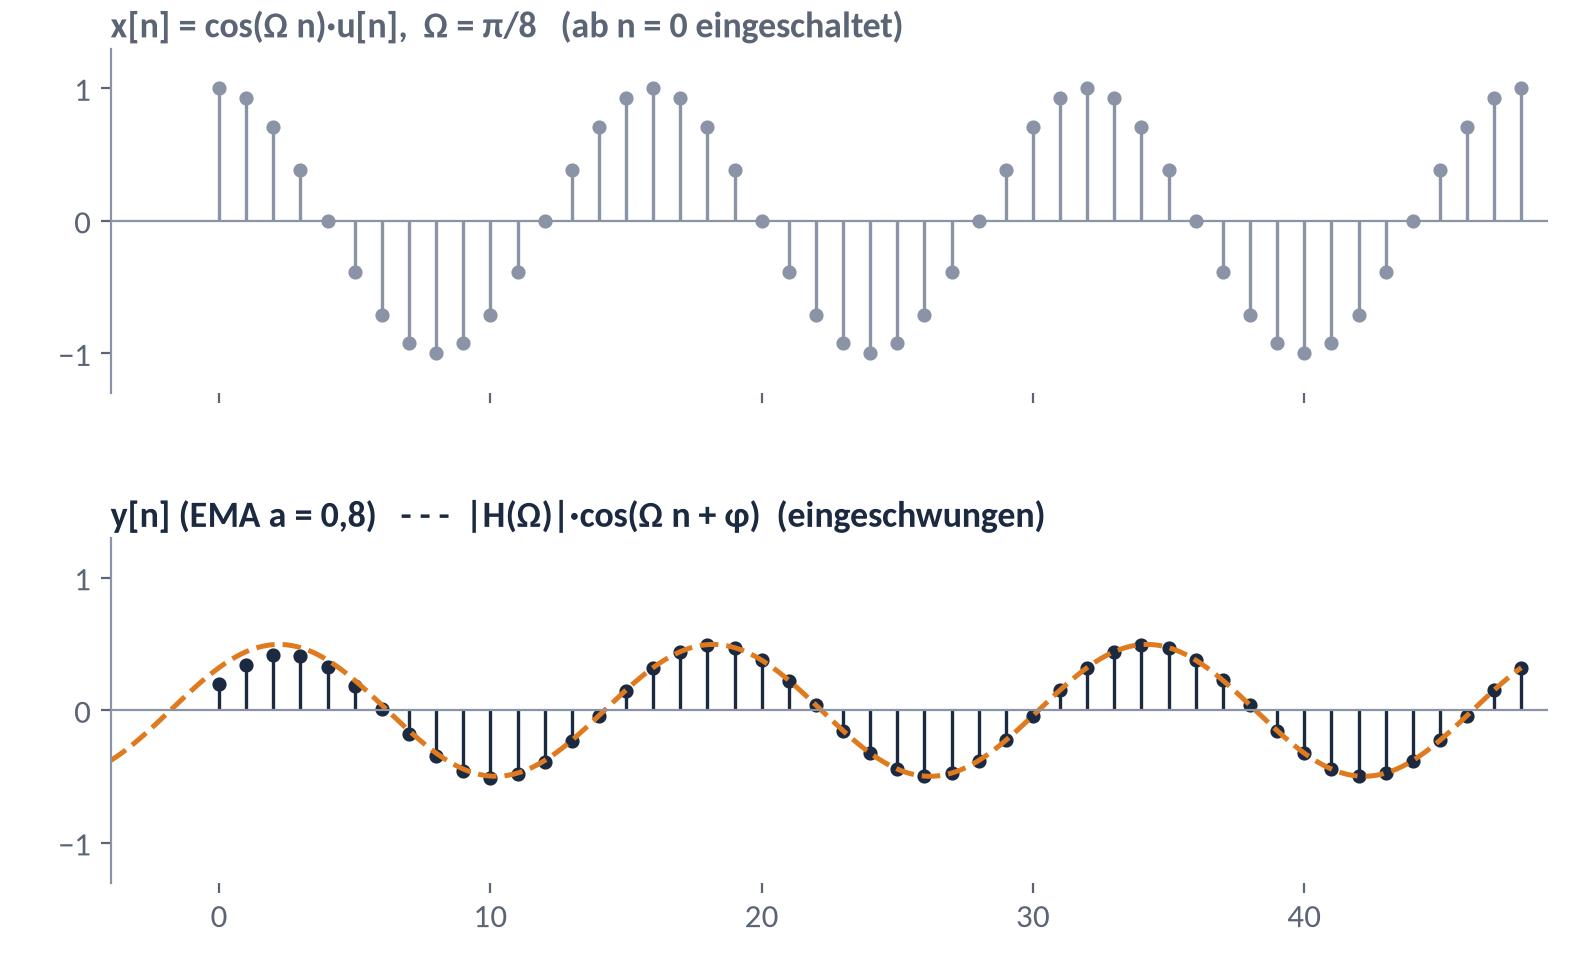 x[n] = cos(Ω n)·u[n],  Ω = π/8   (ab n = 0 eingeschaltet)
1
0
−1
y[n] (EMA a = 0,8)   - - -  |H(Ω)|·cos(Ω n + φ)  (eingeschwungen)
1
0
−1
0 10 20 30 40